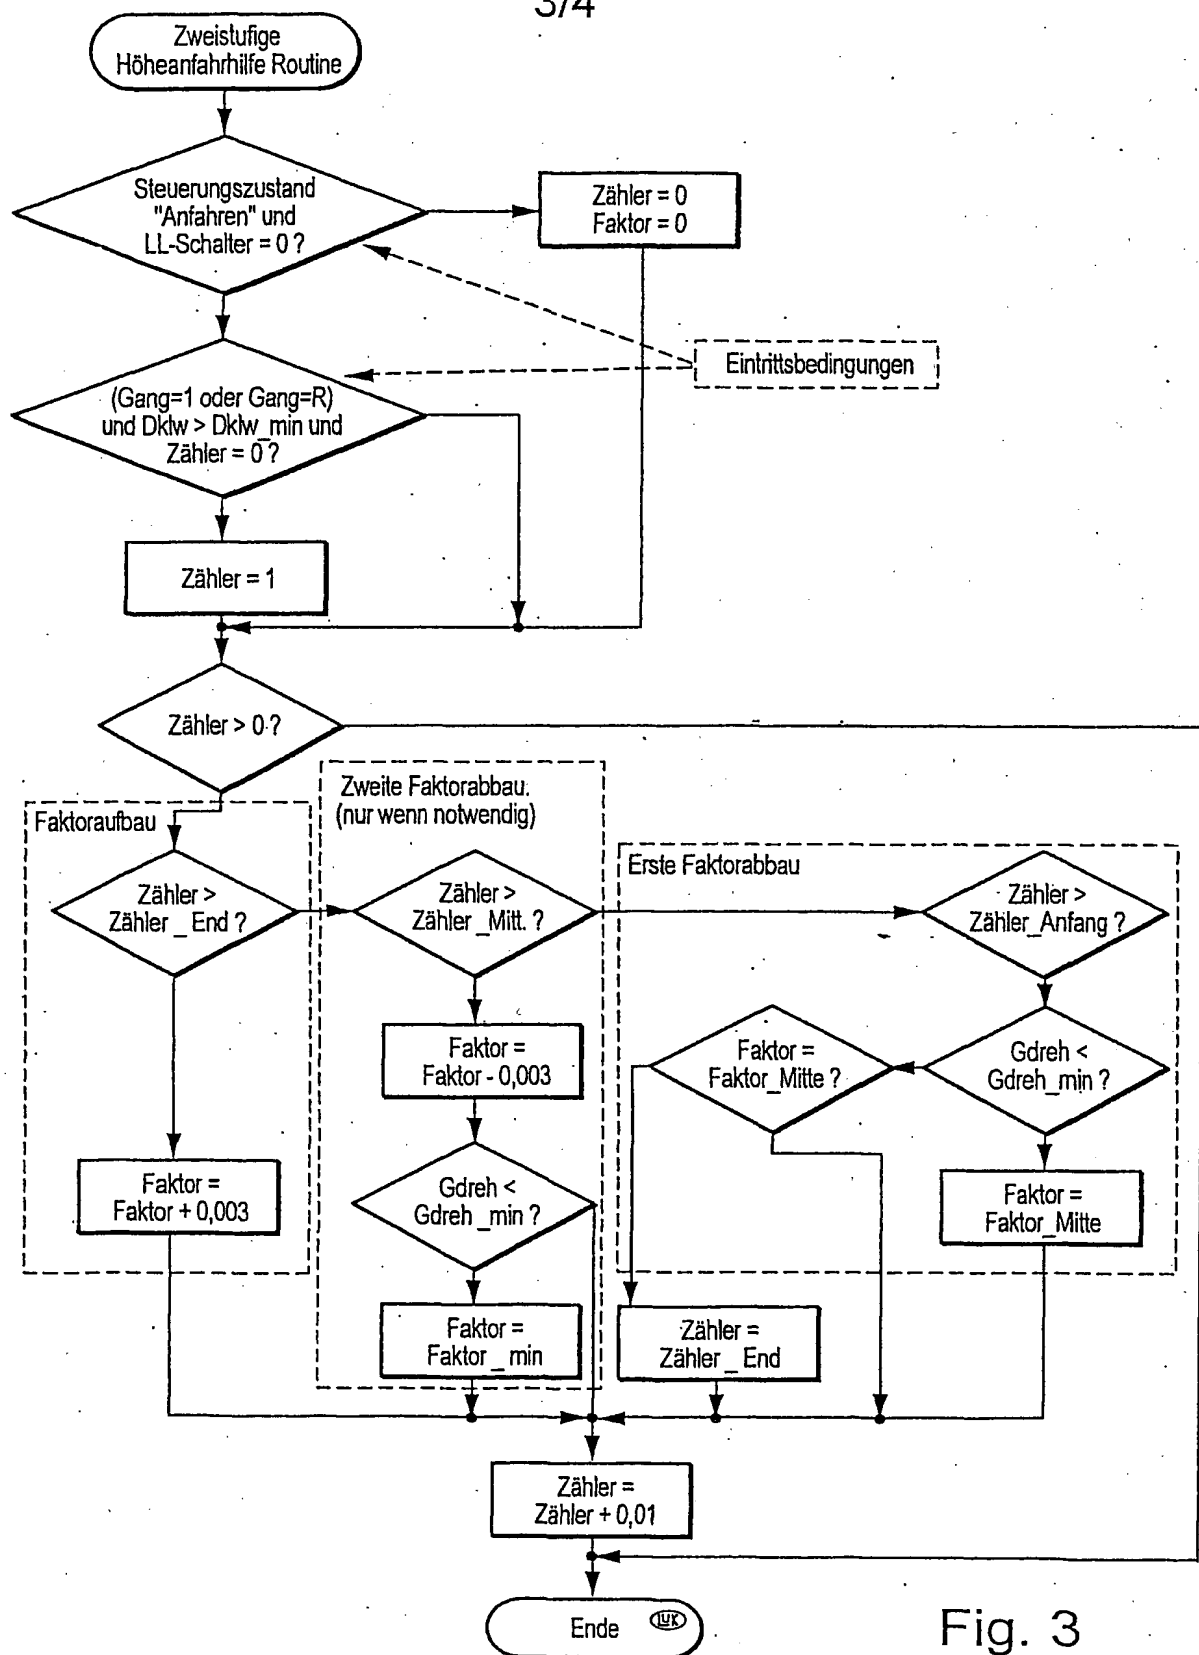 3/4
Zweistufige
Höheanfahrhilfe Routine
Steuerungszustand
"Anfahren" und
LL-Schalter = 0 ?
Zähler = 0
Faktor = 0
Eintrittsbedingungen
(Gang=1 oder Gang=R)
und Dklw > Dklw_min und
Zähler = 0 ?
Zähler = 1
Zähler > 0 ?
Faktoraufbau
Zweite Faktorabbau.
(nur wenn notwendig)
Erste Faktorabbau
Zähler >
Zähler _ End ?
Zähler >
Zähler _Mitt. ?
Zähler >
Zähler_Anfang ?
Faktor =
Faktor - 0,003
Faktor =
Faktor_Mitte ?
Gdreh <
Gdreh_min ?
Faktor =
Faktor + 0,003
Gdreh <
Gdreh _min ?
Faktor =
Faktor_Mitte
Faktor =
Faktor _ min
Zähler =
Zähler _ End
Zähler =
Zähler + 0,01
Ende
LUK
Fig. 3